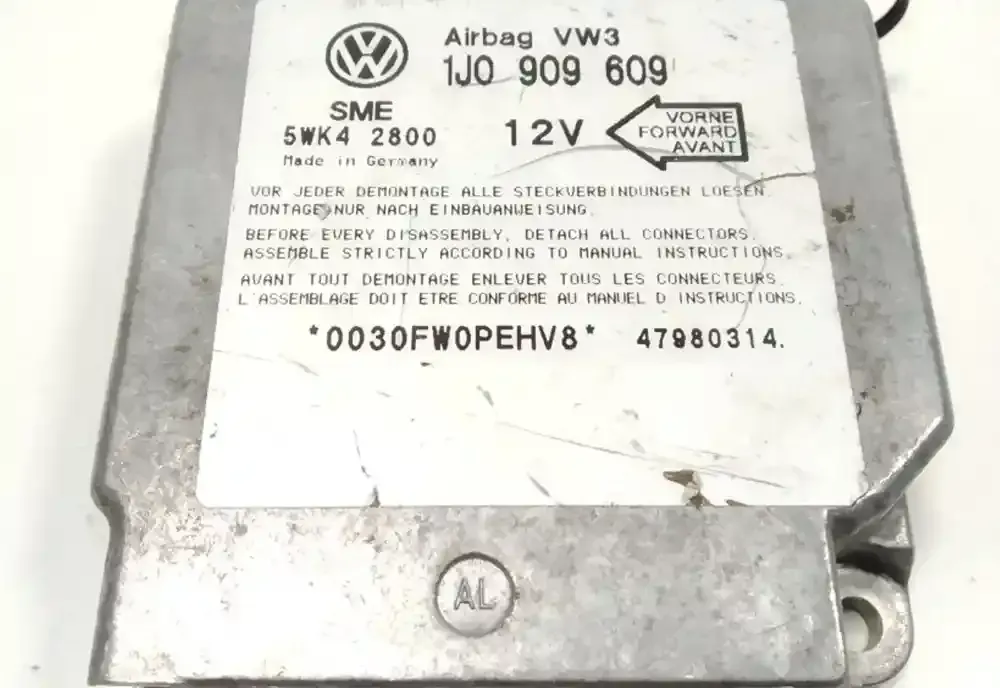 VW
Airbag VW3
1J0 909 609
SME
5WK4 2800
Made in Germany
12V
VORNE
FORWARD
AVANT
VOR JEDER DEMONTAGE ALLE STECKVERBINDUNGEN LOESEN.
MONTAGE NUR NACH EINBAUANWEISUNG.
BEFORE EVERY DISASSEMBLY, DETACH ALL CONNECTORS.
ASSEMBLE STRICTLY ACCORDING TO MANUAL INSTRUCTIONS.
AVANT TOUT DEMONTAGE ENLEVER TOUS LES CONNECTEURS.
L'ASSEMBLAGE DOIT ETRE CONFORME AU MANUEL D INSTRUCTIONS.
*0030FW0PEHV8* 47980314.
AL